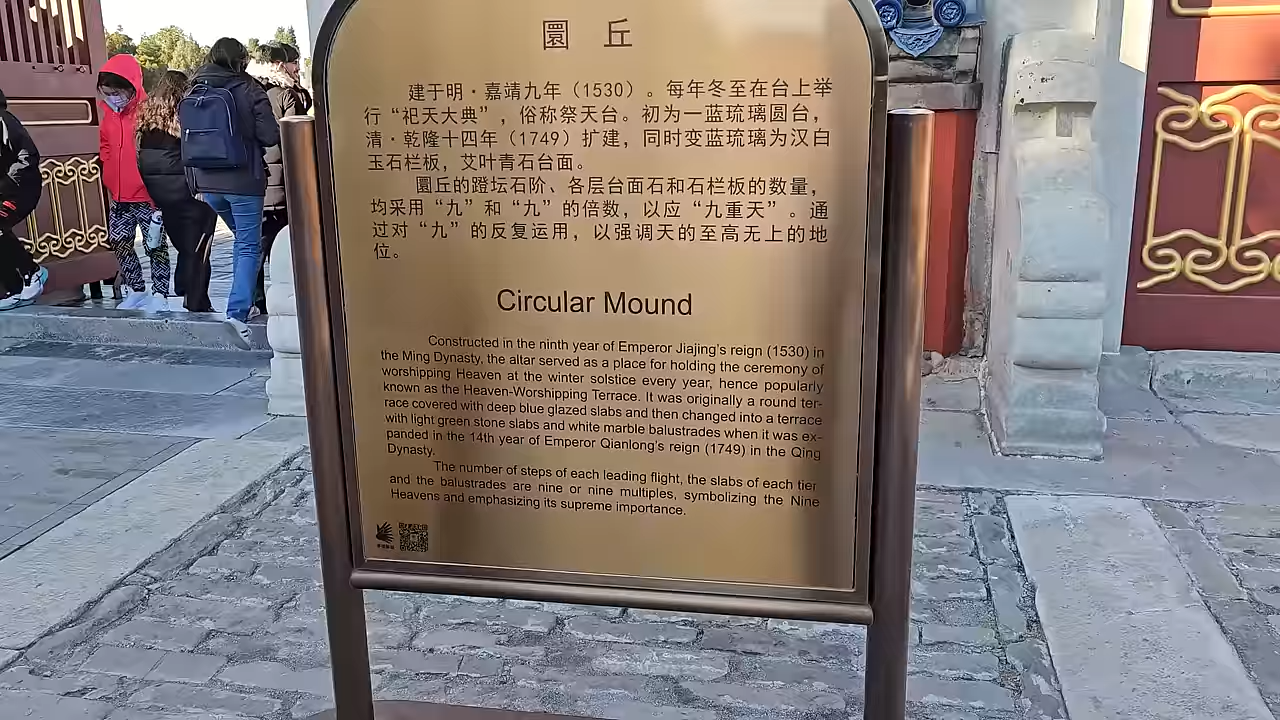 圜丘
建于明·嘉靖九年（1530）。每年冬至在台上举
行“祀天大典”，俗称祭天台。初为一蓝琉璃圆台，
清·乾隆十四年（1749）扩建，同时变蓝琉璃为汉白
玉石栏板，艾叶青石台面。
圜丘的蹬坛石阶、各层台面石和石栏板的数量，
均采用“九”和“九”的倍数，以应“九重天”。通
过对“九”的反复运用，以强调天的至高无上的地
位。
Circular Mound
Constructed in the ninth year of Emperor Jiajing's reign (1530) in
the Ming Dynasty, the altar served as a place for holding the ceremony of
worshipping Heaven at the winter solstice every year, hence popularly
known as the Heaven-Worshipping Terrace. It was originally a round ter-
race covered with deep blue glazed slabs and then changed into a terrace
with light green stone slabs and white marble balustrades when it was ex-
panded in the 14th year of Emperor Qianlong's reign (1749) in the Qing
Dynasty.
The number of steps of each leading flight, the slabs of each tier
and the balustrades are nine or nine multiples, symbolizing the Nine
Heavens and emphasizing its supreme importance.